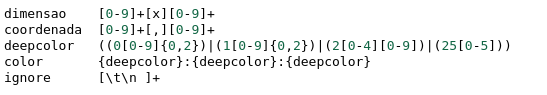 dimensao    [0-9]+[x][0-9]+
coordenada  [0-9]+[,][0-9]+
deepcolor   ((0[0-9]{0,2})|(1[0-9]{0,2})|(2[0-4][0-9])|(25[0-5]))
color       {deepcolor}:{deepcolor}:{deepcolor}
ignore      [\t\n ]+